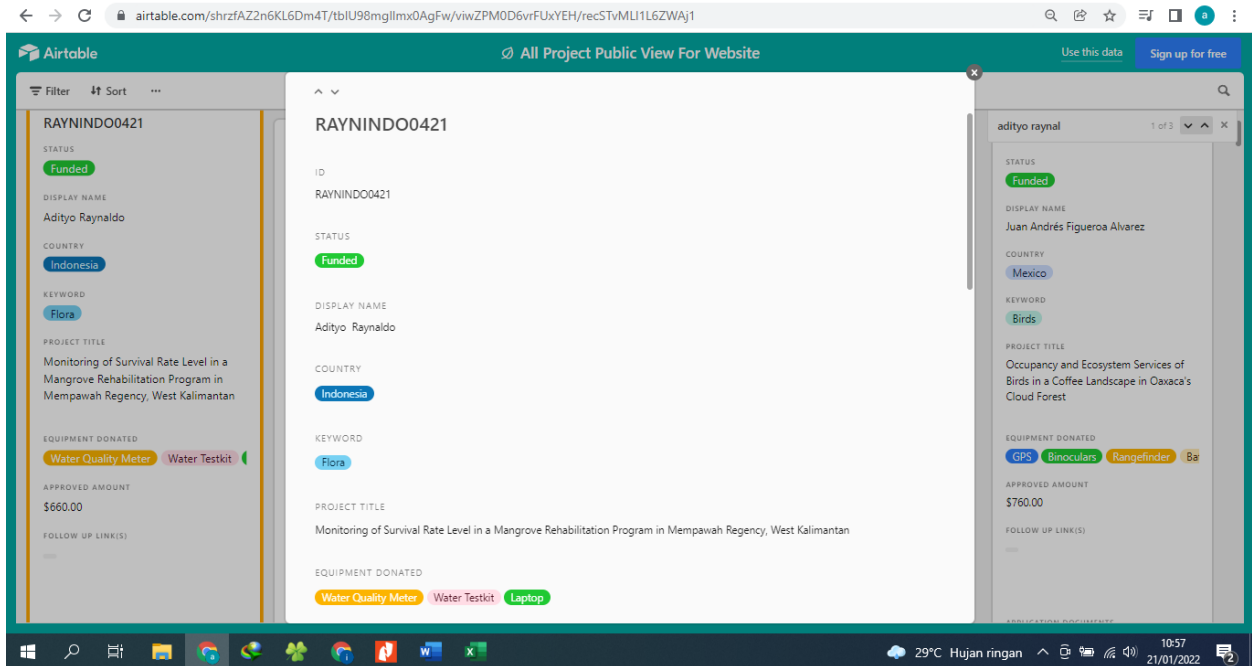 airtable.com/shrzfAZ2n6KL6Dm4T/tblU98mgIlmx0AgFw/viwZPM0D6vrFUxYEH/recSTvMLI1L6ZWAj1
a
Airtable
All Project Public View For Website
Use this data
Sign up for free
Filter
Sort
RAYNINDO0421
STATUS
Funded
DISPLAY NAME
Adityo Raynaldo
COUNTRY
Indonesia
KEYWORD
Flora
PROJECT TITLE
Monitoring of Survival Rate Level in a
Mangrove Rehabilitation Program in
Mempawah Regency, West Kalimantan
EQUIPMENT DONATED
Water Quality Meter Water Testkit
APPROVED AMOUNT
$660.00
FOLLOW UP LINK(S)
RAYNINDO0421
ID
RAYNINDO0421
STATUS
Funded
DISPLAY NAME
Adityo Raynaldo
COUNTRY
Indonesia
KEYWORD
Flora
PROJECT TITLE
Monitoring of Survival Rate Level in a Mangrove Rehabilitation Program in Mempawah Regency, West Kalimantan
EQUIPMENT DONATED
Water Quality Meter Water Testkit Laptop
adityo raynal 1 of 3
STATUS
Funded
DISPLAY NAME
Juan Andrés Figueroa Alvarez
COUNTRY
Mexico
KEYWORD
Birds
PROJECT TITLE
Occupancy and Ecosystem Services of
Birds in a Coffee Landscape in Oaxaca's
Cloud Forest
EQUIPMENT DONATED
GPS Binoculars Rangefinder
APPROVED AMOUNT
$760.00
FOLLOW UP LINK(S)
APPLICATION DOCUMENTS
29°C Hujan ringan
10:57
21/01/2022
2